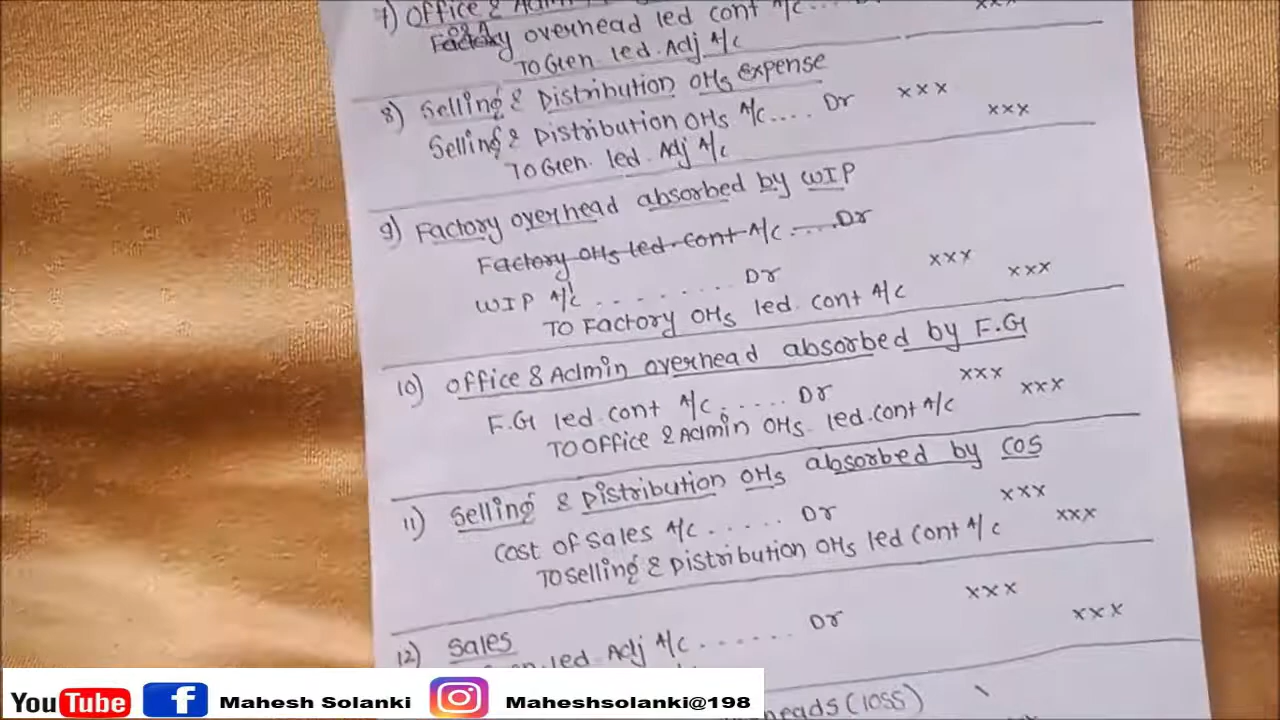 7) Office & Admin
Factory overhead led cont A/c.... Dr
To Gen led. Adj A/c
8) Selling & Distribution OHs expense
Selling & Distribution OHs A/c.... Dr xxx
To Gen. led. Adj A/c xxx
9) Factory overhead absorbed by WIP
Factory OHs led. cont A/c .....Dr
WIP A/c ......... Dr xxx
To Factory OHs led cont A/c xxx
10) Office & Admin overhead absorbed by F.G
F.G led cont A/c ..... Dr xxx
To Office & Admin OHs led.cont A/c xxx
11) Selling & Distribution OHs absorbed by COS
Cost of Sales A/c ..... Dr xxx
To Selling & Distribution OHs led cont A/c xxx
12) Sales
led Adj A/c ...... Dr xxx
xxx
heads (loss)
YouTube f Mahesh Solanki Maheshsolanki@198